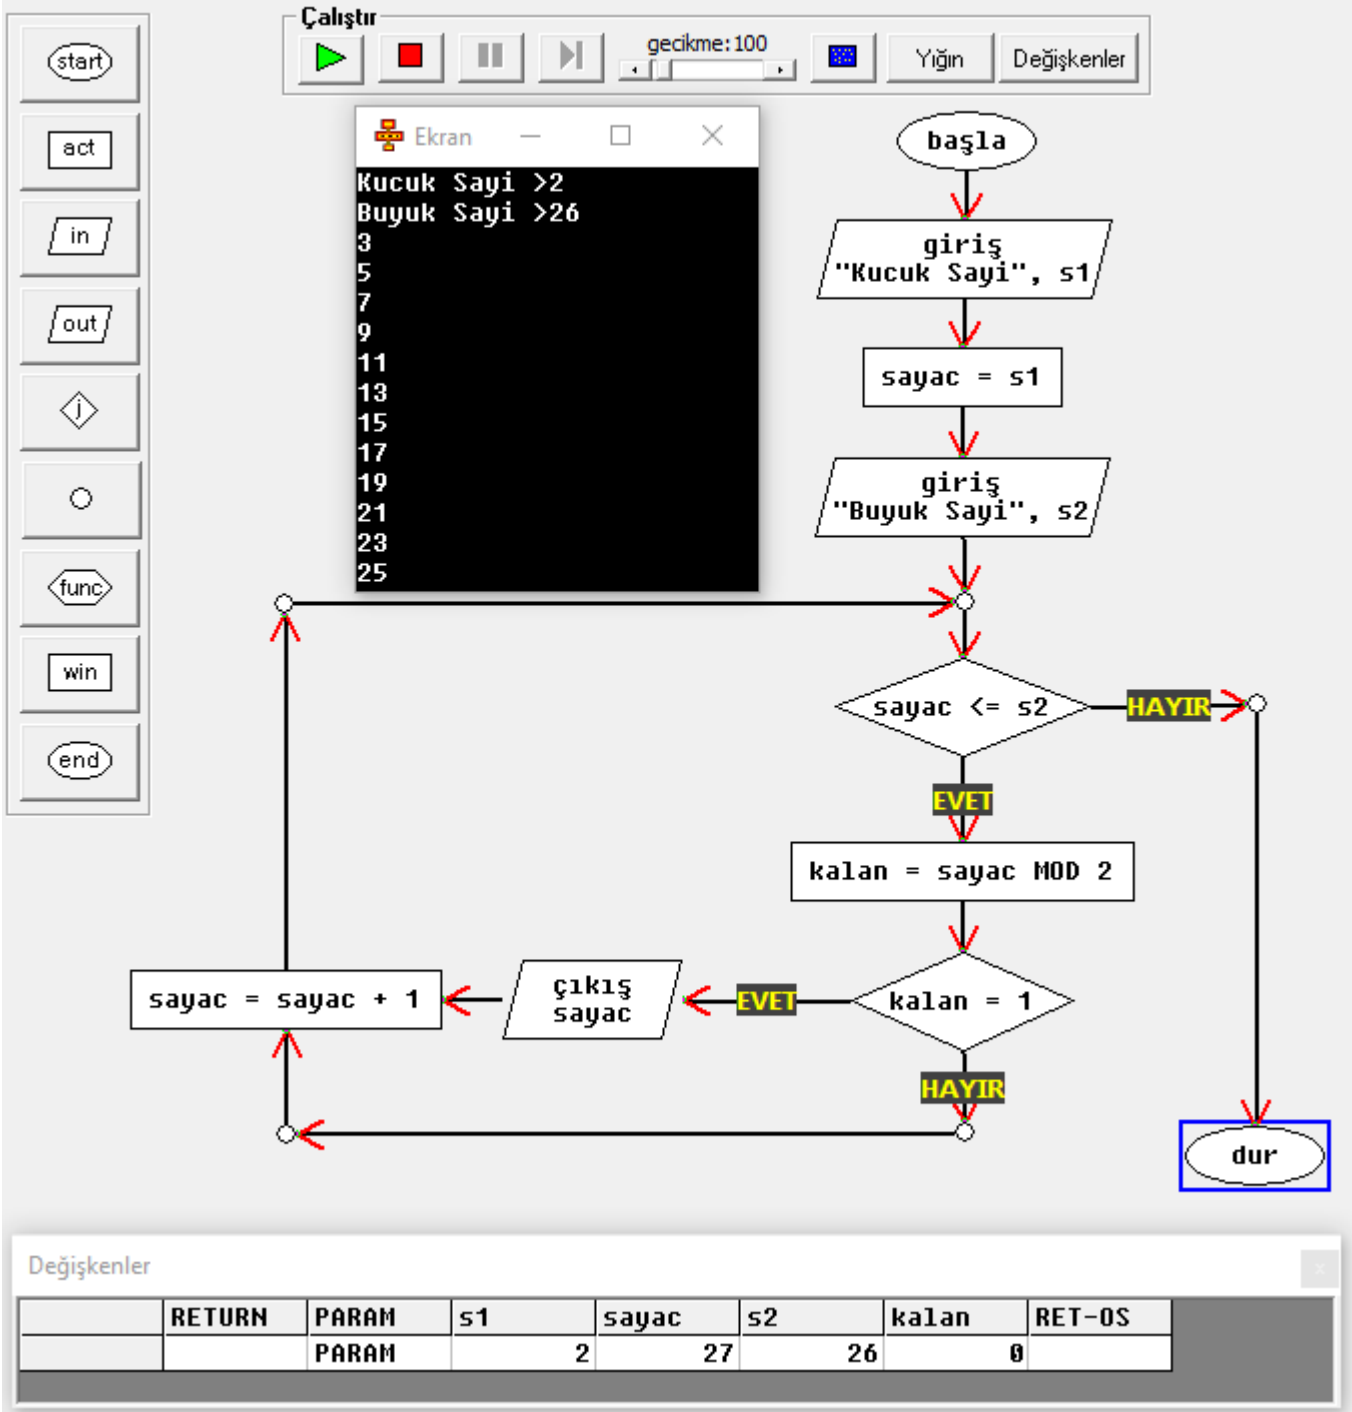 Çalıştır
gecikme:100
Yığın
Değişkenler
start
act
in
out
j
func
win
end
Ekran
Kucuk Sayi >2
Buyuk Sayi >26
3
5
7
9
11
13
15
17
19
21
23
25
başla
giriş
"Kucuk Sayi", s1
sayac = s1
giriş
"Buyuk Sayi", s2
sayac <= s2
HAYIR
EVET
kalan = sayac MOD 2
kalan = 1
EVET
çıkış
sayac
sayac = sayac + 1
HAYIR
dur
Değişkenler
x
RETURN PARAM s1 sayac s2 kalan RET-OS
PARAM 2 27 26 0